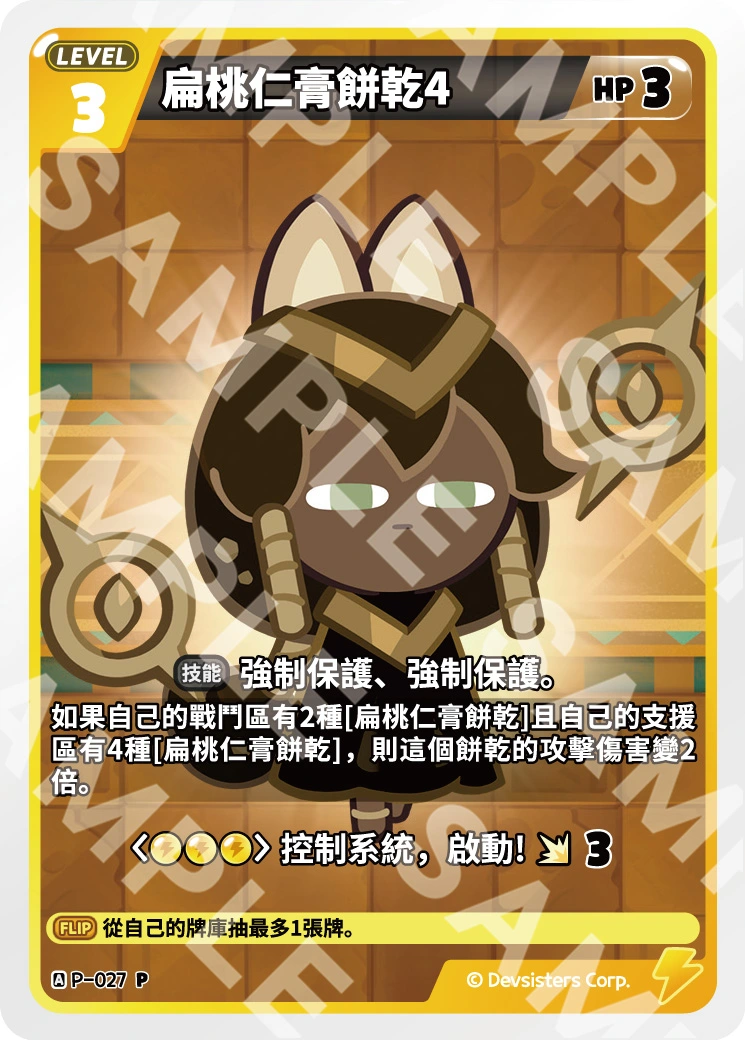 LEVEL
3
扁桃仁膏餅乾4
HP 3
技能 強制保護、強制保護。
如果自己的戰鬥區有2種[扁桃仁膏餅乾]且自己的支援
區有4種[扁桃仁膏餅乾]，則這個餅乾的攻擊傷害變2
倍。
〈〉控制系統，啟動! 3
FLIP 從自己的牌庫抽最多1張牌。
A P-027 P
© Devsisters Corp.
SAMPLE SAMPLE SAMPLE